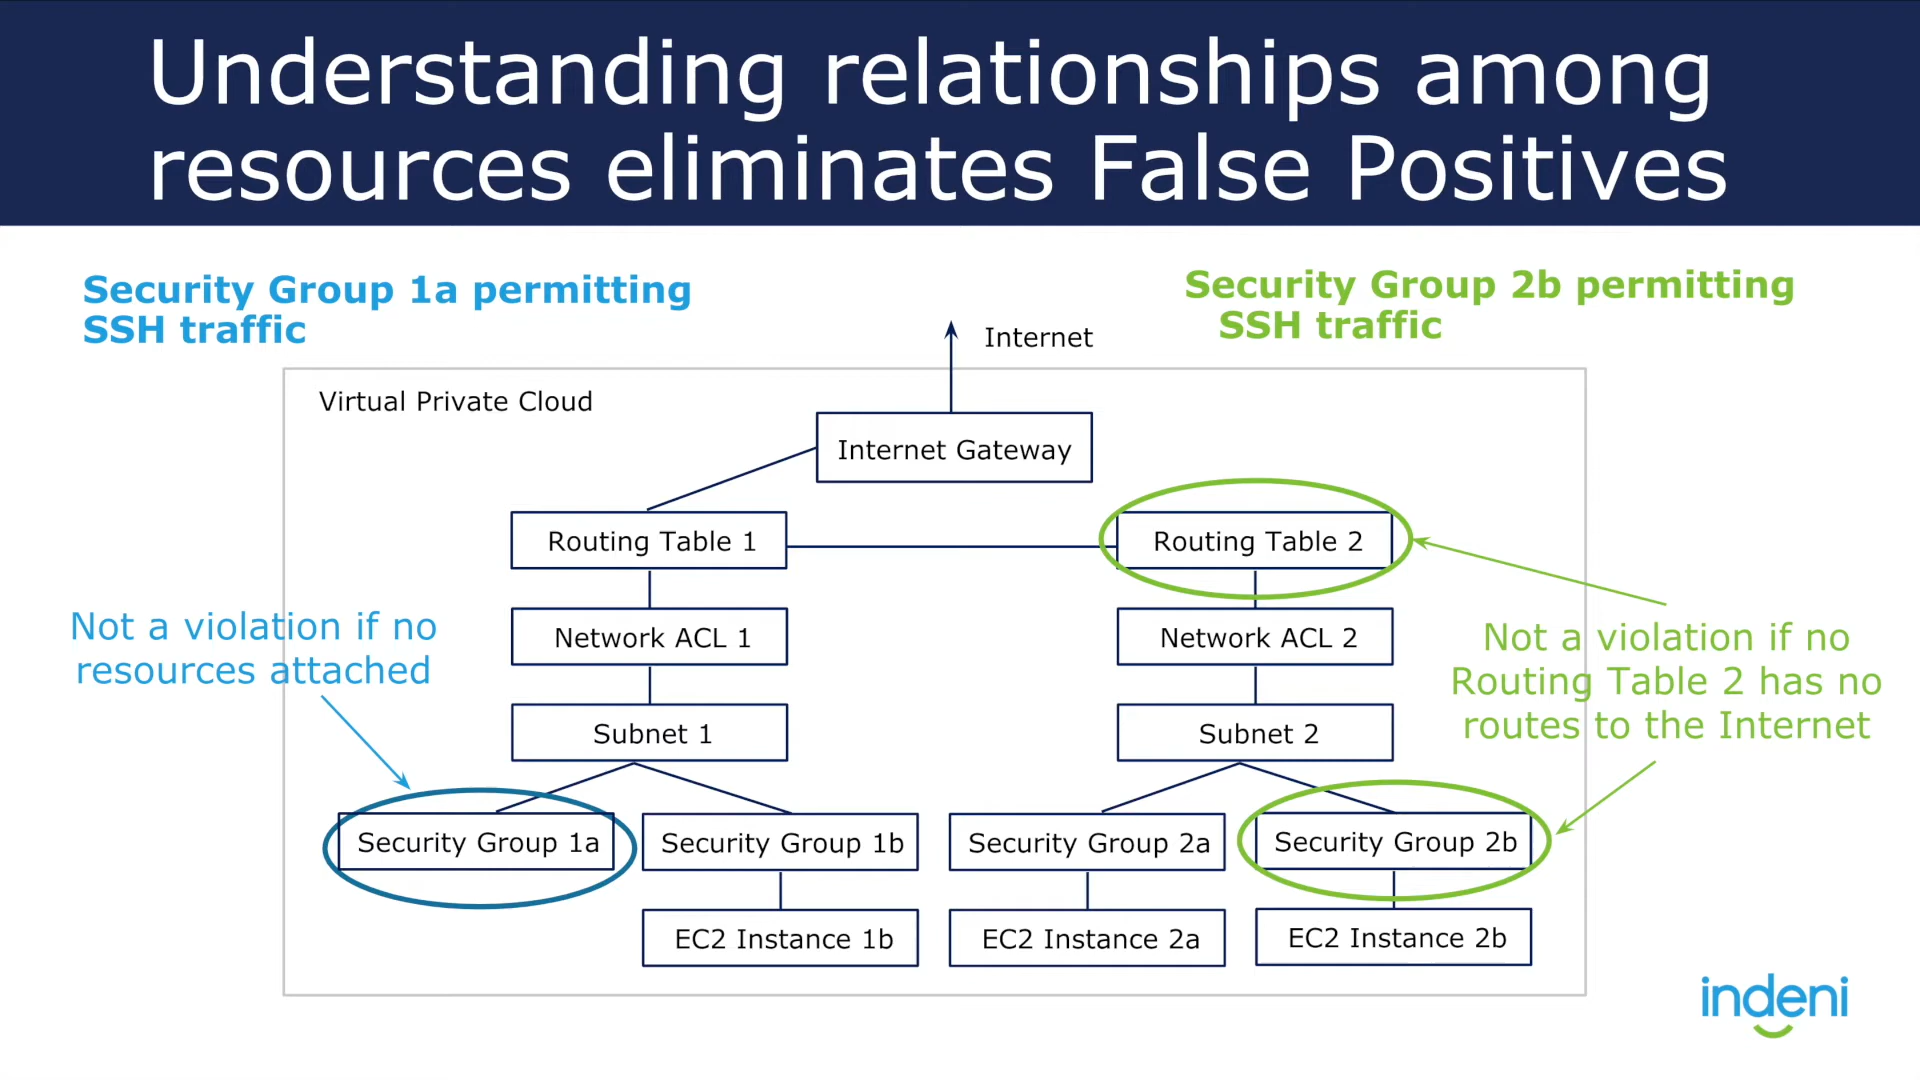 Understanding relationships among
resources eliminates False Positives
Security Group 1a permitting
SSH traffic
Security Group 2b permitting
SSH traffic
Internet
Virtual Private Cloud
Internet Gateway
Routing Table 1
Routing Table 2
Not a violation if no
resources attached
Network ACL 1
Network ACL 2
Not a violation if no
Routing Table 2 has no
routes to the Internet
Subnet 1
Subnet 2
Security Group 1a
Security Group 1b
Security Group 2a
Security Group 2b
EC2 Instance 1b
EC2 Instance 2a
EC2 Instance 2b
indeni